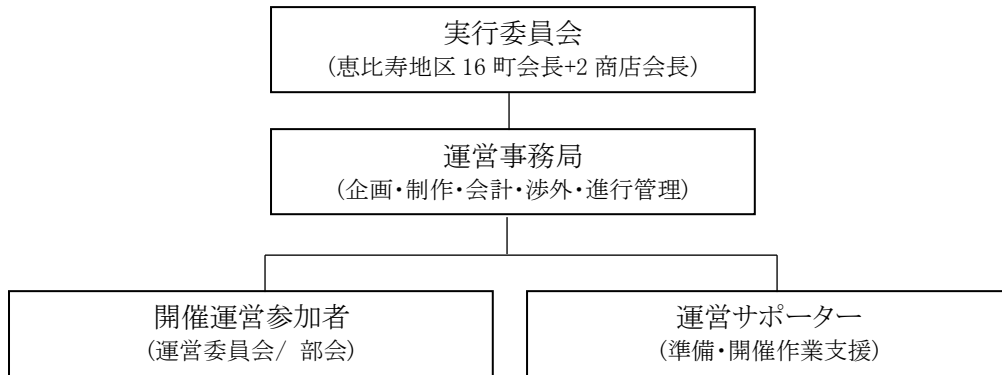 実行委員会
(恵比寿地区 16 町会長+2 商店会長)
運営事務局
(企画・制作・会計・渉外・進行管理)
開催運営参加者
(運営委員会/ 部会)
運営サポーター
(準備・開催作業支援)